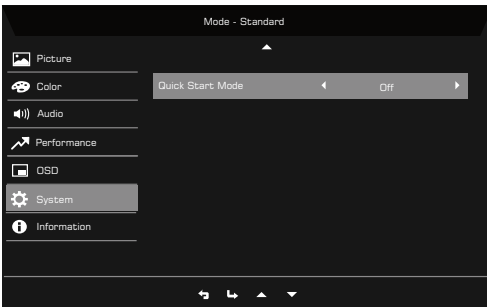 Mode - Standard
Picture
Color
Quick Start Mode Off
Audio
Performance
OSD
System
Information